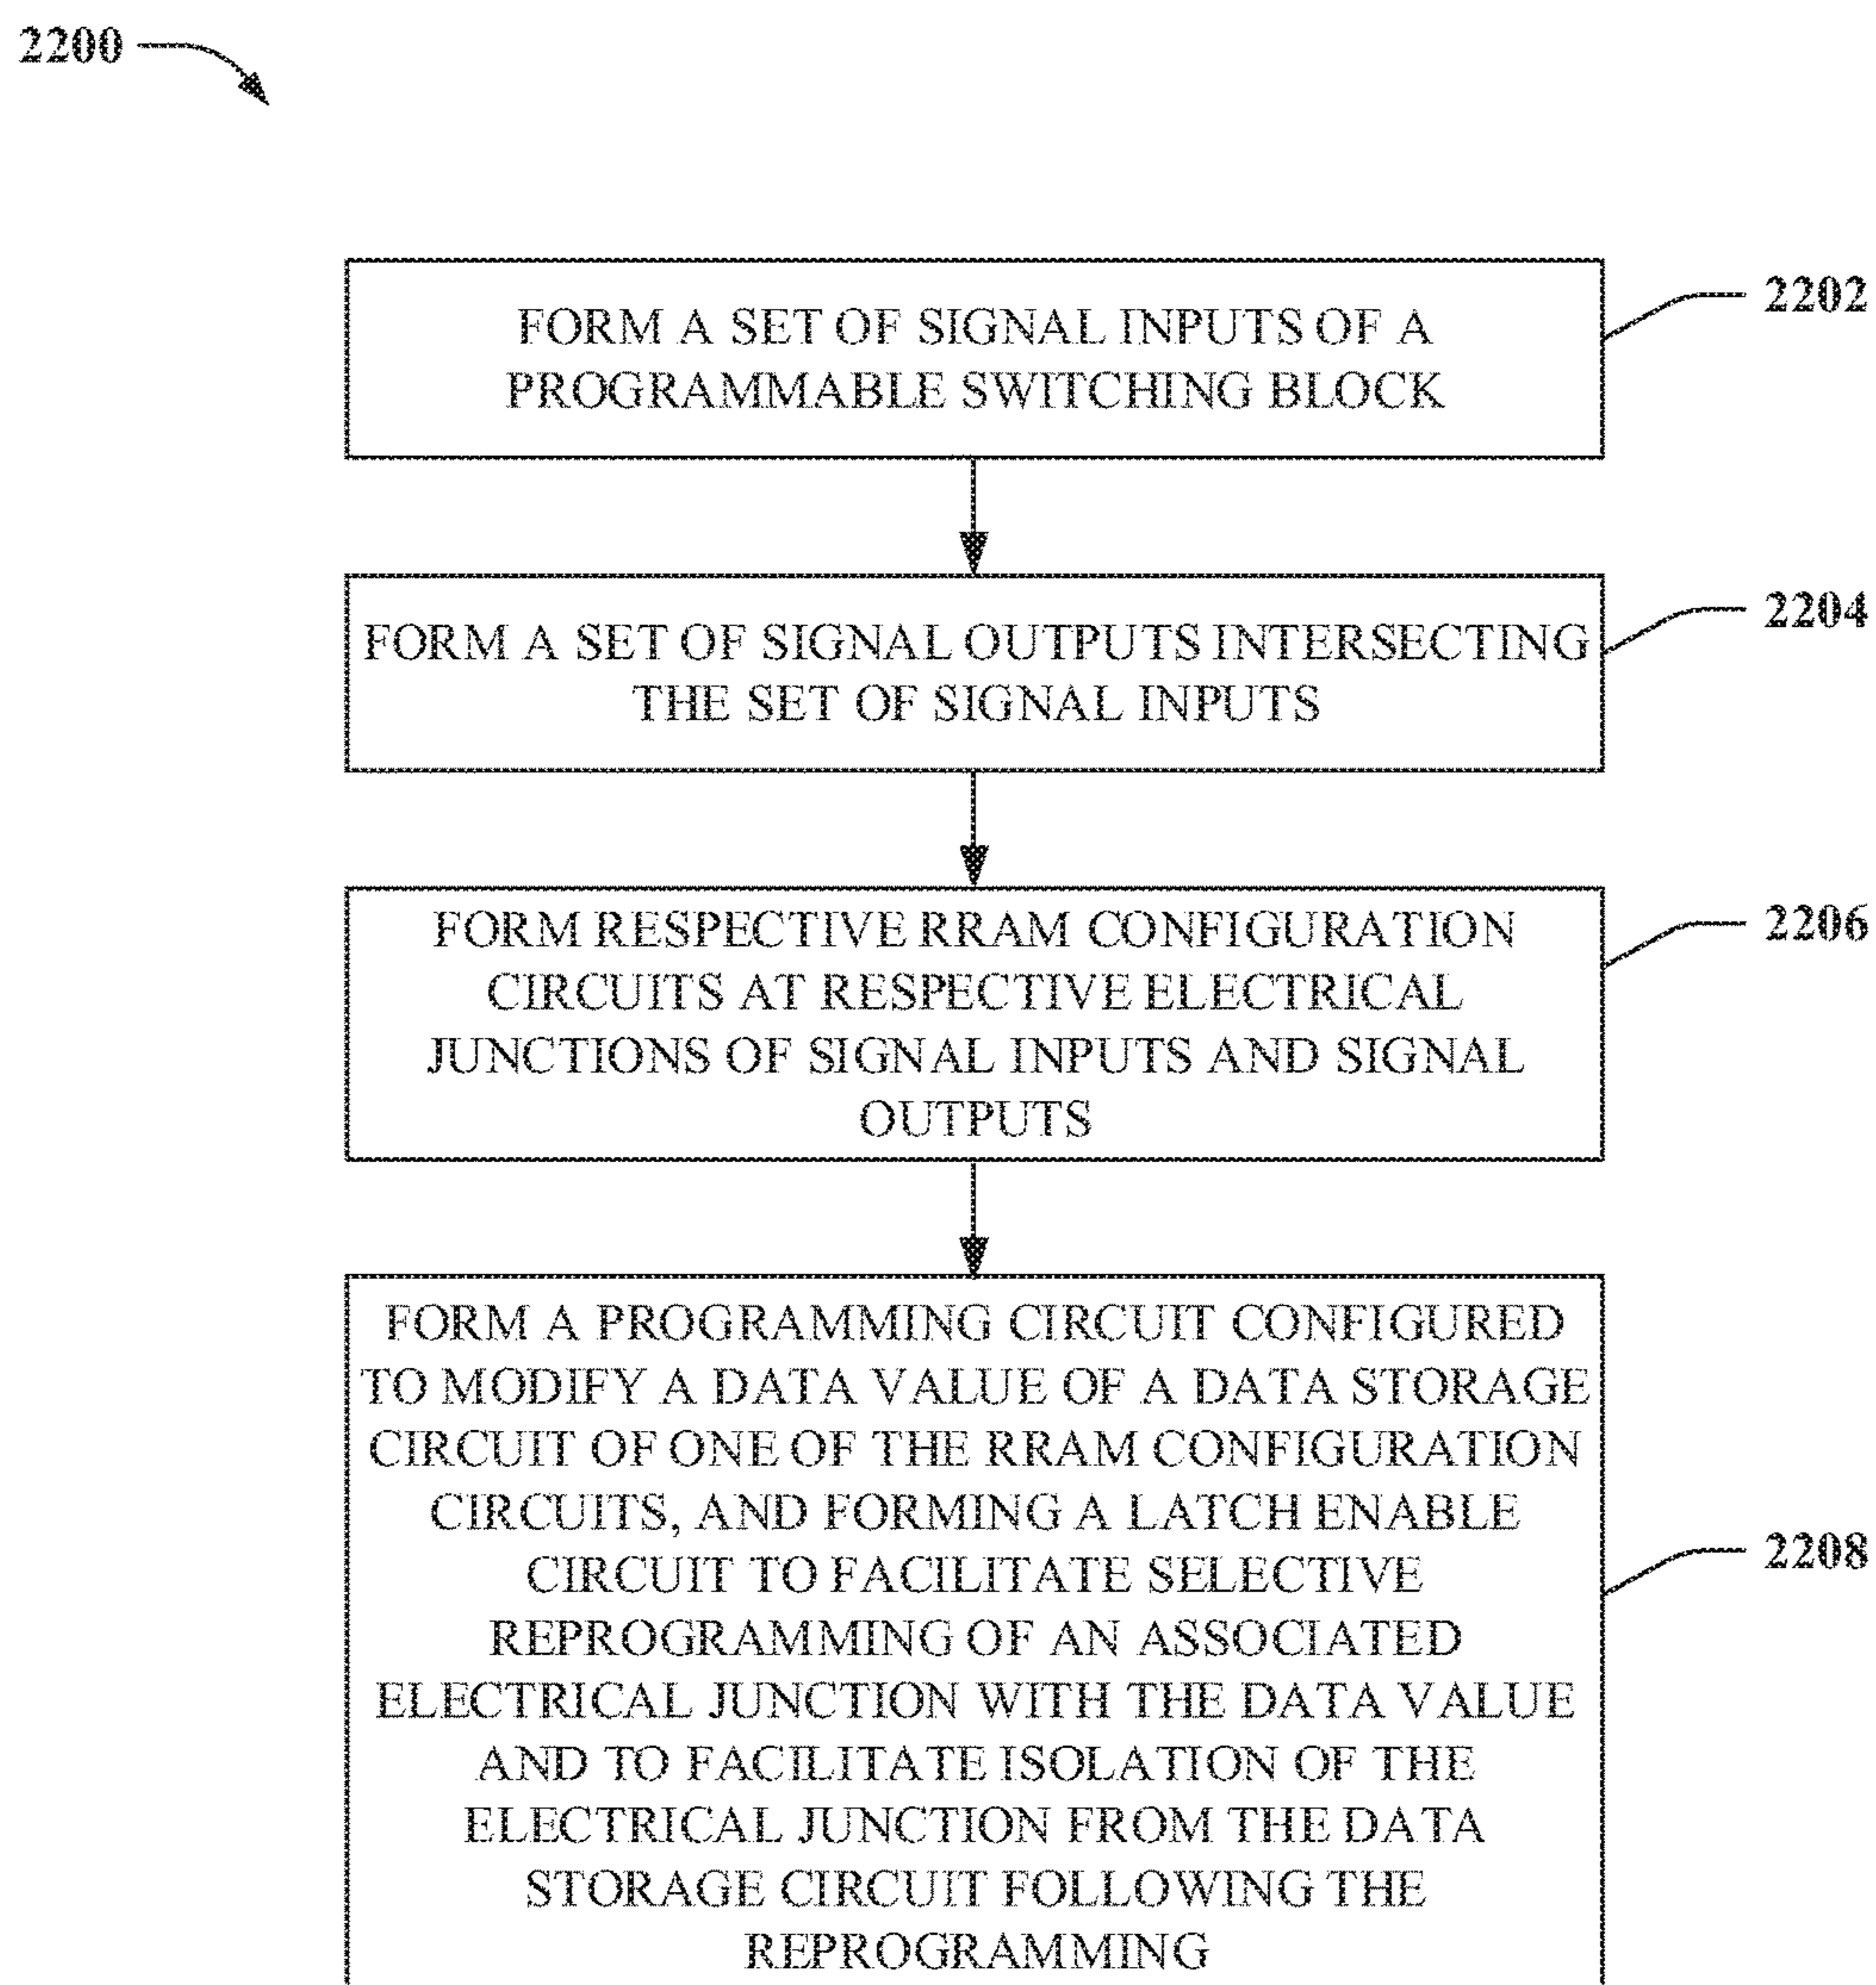 2200
FORM A SET OF SIGNAL INPUTS OF A
PROGRAMMABLE SWITCHING BLOCK
2202
FORM A SET OF SIGNAL OUTPUTS INTERSECTING
THE SET OF SIGNAL INPUTS
2204
FORM RESPECTIVE RRAM CONFIGURATION
CIRCUITS AT RESPECTIVE ELECTRICAL
JUNCTIONS OF SIGNAL INPUTS AND SIGNAL
OUTPUTS
2206
FORM A PROGRAMMING CIRCUIT CONFIGURED
TO MODIFY A DATA VALUE OF A DATA STORAGE
CIRCUIT OF ONE OF THE RRAM CONFIGURATION
CIRCUITS, AND FORMING A LATCH ENABLE
CIRCUIT TO FACILITATE SELECTIVE
REPROGRAMMING OF AN ASSOCIATED
ELECTRICAL JUNCTION WITH THE DATA VALUE
AND TO FACILITATE ISOLATION OF THE
ELECTRICAL JUNCTION FROM THE DATA
STORAGE CIRCUIT FOLLOWING THE
REPROGRAMMING
2208